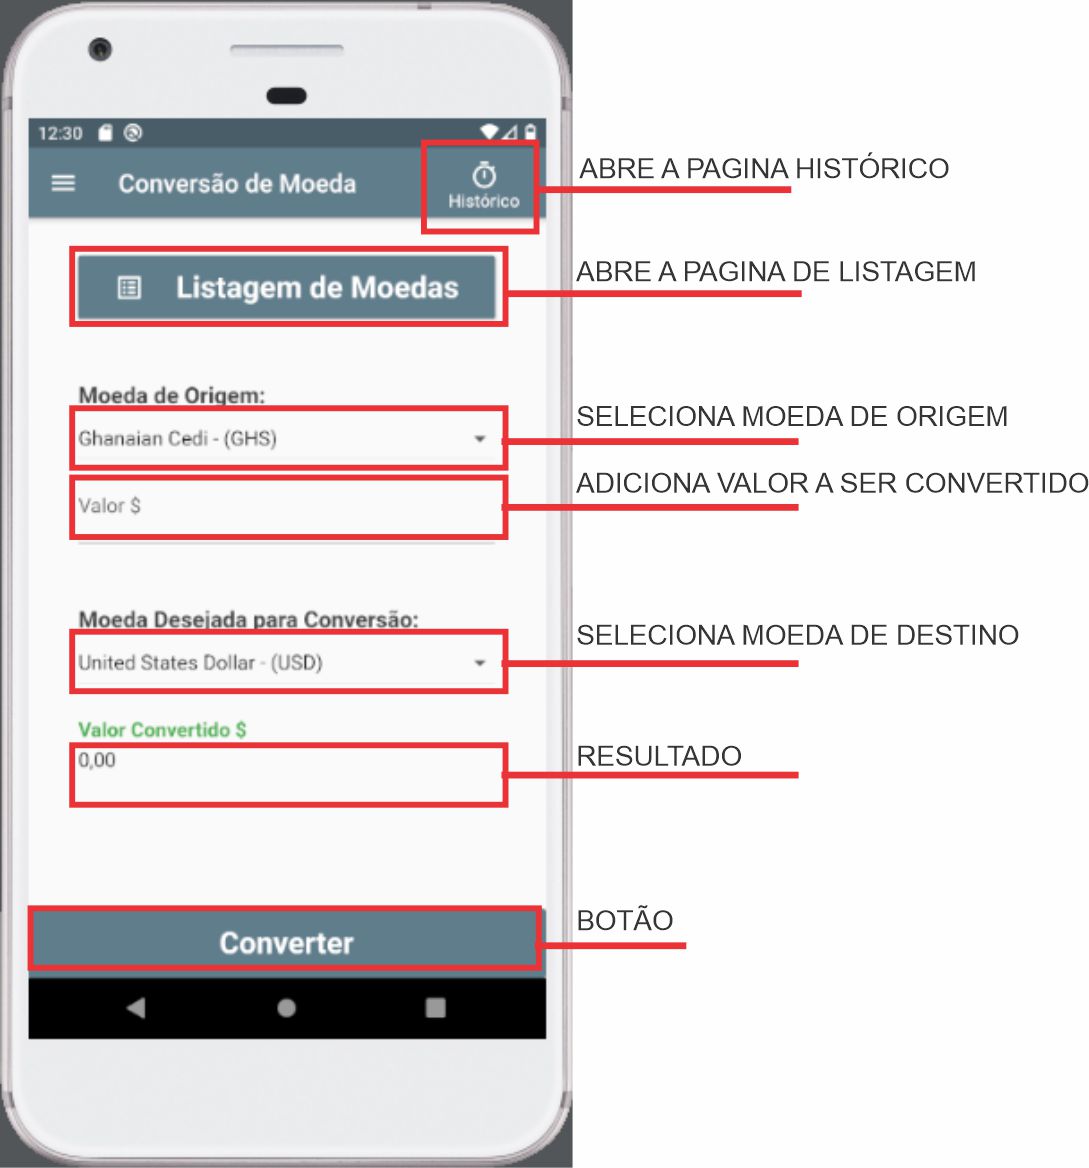 12:30
Conversão de Moeda
Histórico
ABRE A PAGINA HISTÓRICO
Listagem de Moedas
ABRE A PAGINA DE LISTAGEM
Moeda de Origem:
Ghanaian Cedi - (GHS)
SELECIONA MOEDA DE ORIGEM
Valor $
ADICIONA VALOR A SER CONVERTIDO
Moeda Desejada para Conversão:
United States Dollar - (USD)
SELECIONA MOEDA DE DESTINO
Valor Convertido $
0,00
RESULTADO
Converter
BOTÃO